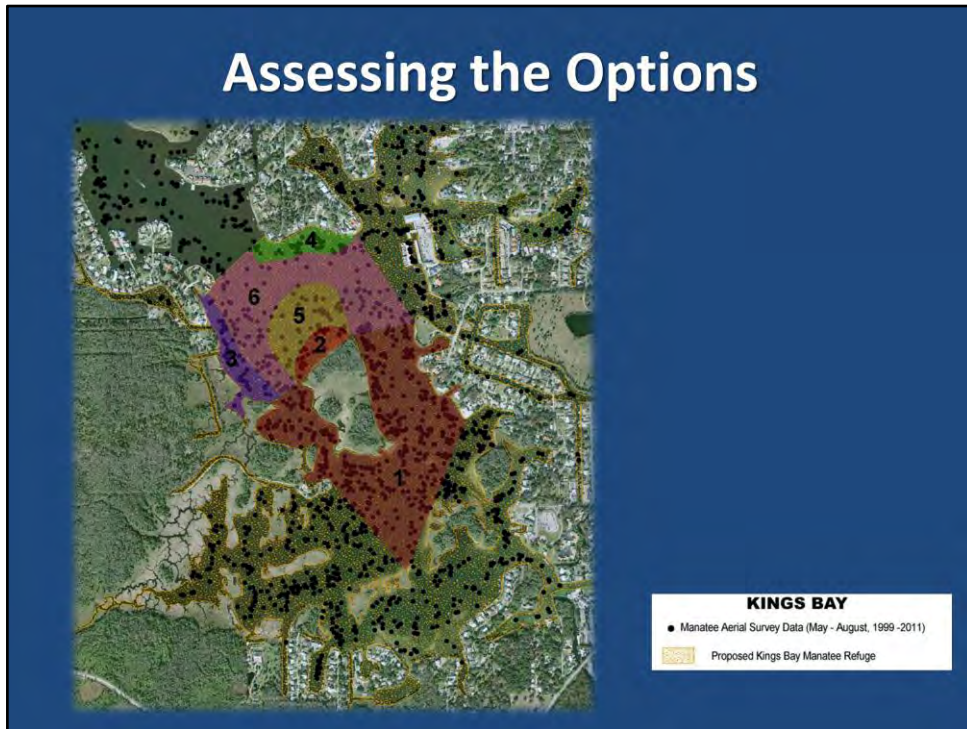 Assessing the Options
4
6
5
2
3
1
KINGS BAY
Manatee Aerial Survey Data (May - August, 1999 -2011)
Proposed Kings Bay Manatee Refuge